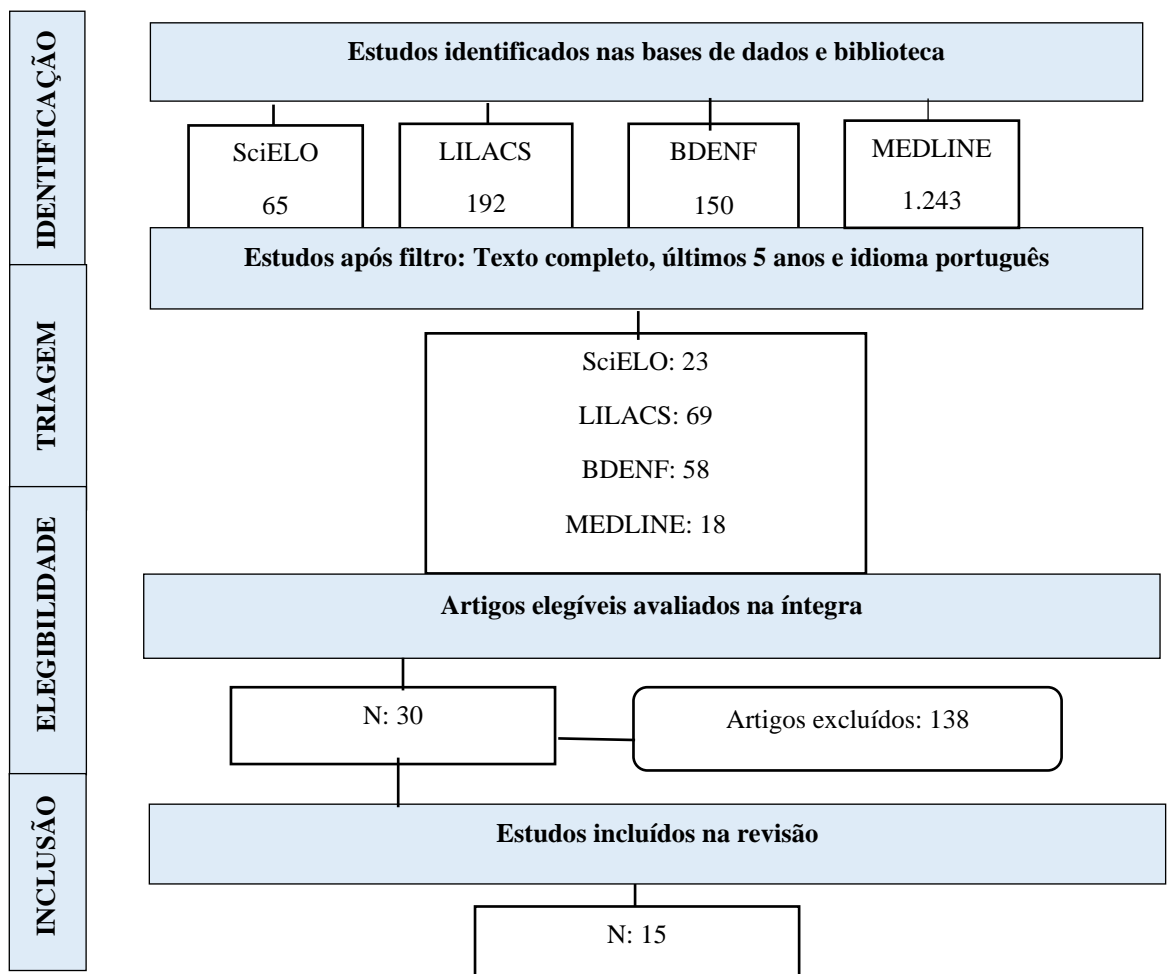 IDENTIFICAÇÃO
Estudos identificados nas bases de dados e biblioteca
SciELO
65
LILACS
192
BDENF
150
MEDLINE
1.243
TRIAGEM
Estudos após filtro: Texto completo, últimos 5 anos e idioma português
SciELO: 23
LILACS: 69
BDENF: 58
MEDLINE: 18
ELEGIBILIDADE
Artigos elegíveis avaliados na íntegra
N: 30
Artigos excluídos: 138
INCLUSÃO
Estudos incluídos na revisão
N: 15